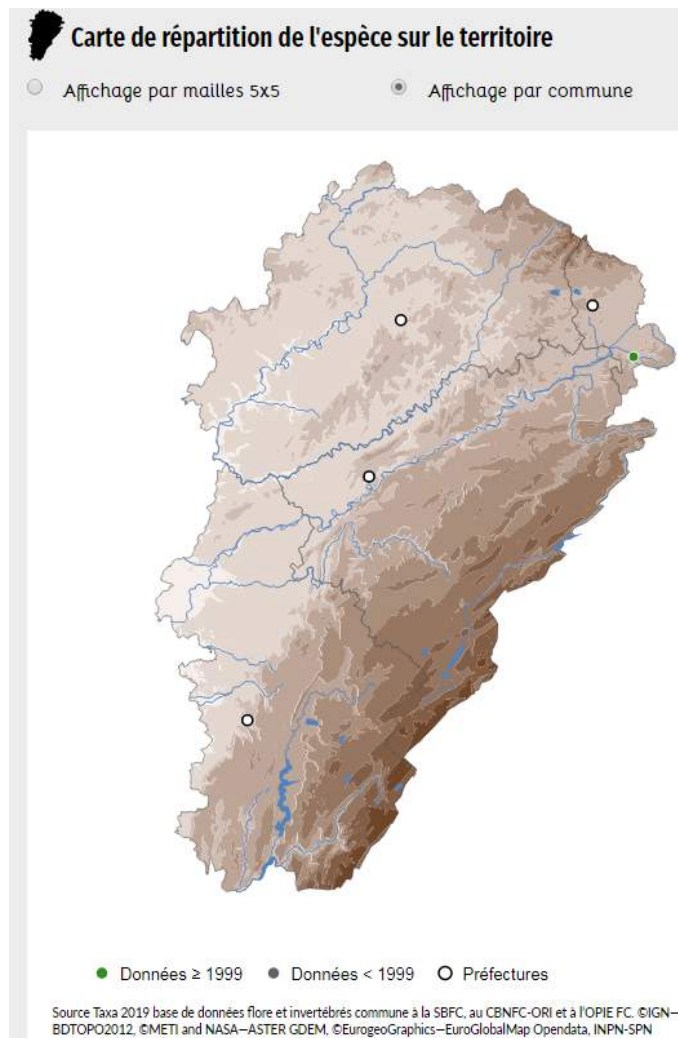 Carte de répartition de l'espèce sur le territoire
Affichage par mailles 5x5
Affichage par commune
Données ≥ 1999
Données < 1999
Préfectures
Source Taxa 2019 base de données flore et invertébrés commune à la SBFC, au CBNFC-ORI et à l'OPIE FC. ©IGN—
BDTOPO2012, ©METI and NASA—ASTER GDEM, ©EurogeoGraphics—EuroGlobalMap Opendata, INPN-SPN